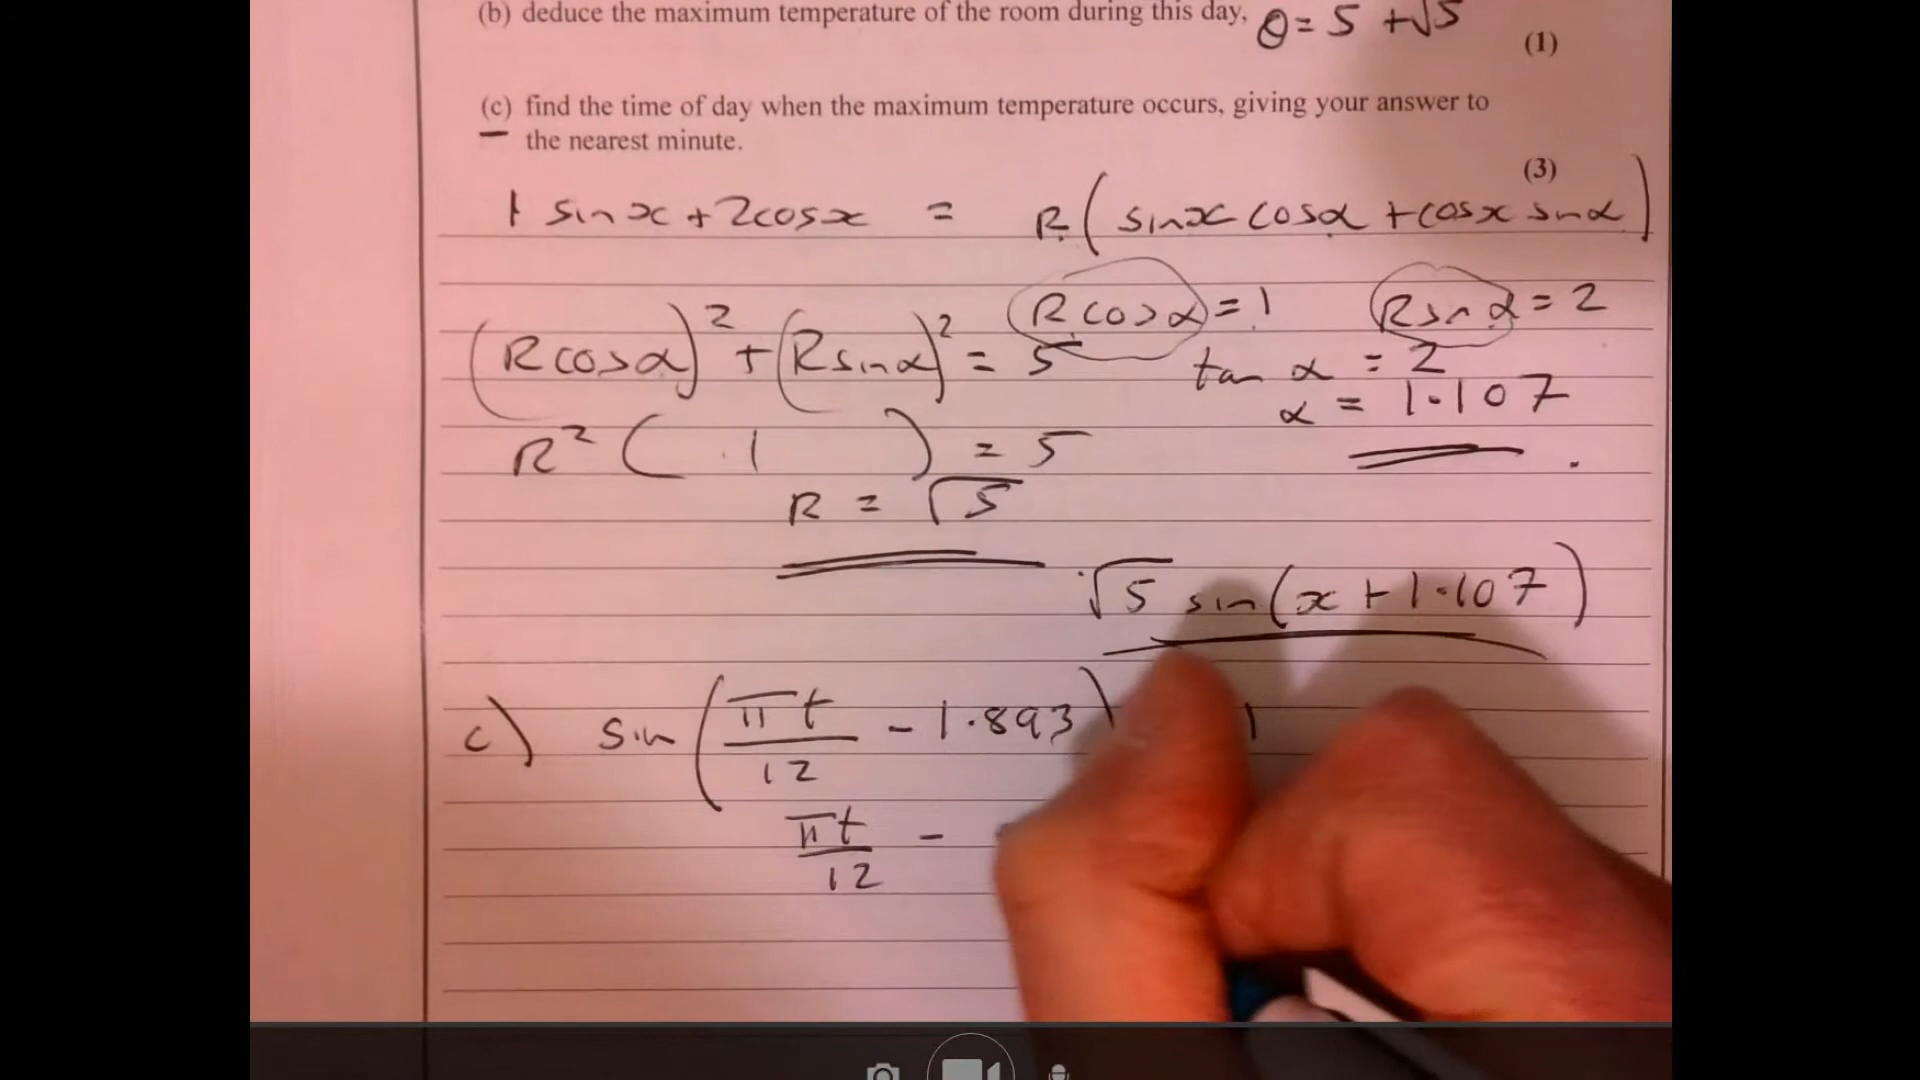 (b) deduce the maximum temperature of the room during this day, θ = 5 + √5
(1)
(c) find the time of day when the maximum temperature occurs, giving your answer to
the nearest minute.
(3)
1 sin x + 2cos x = R ( sin x cos α + cos x sin α )
R cos α = 1 R sin α = 2
(R cos α)² + (R sin α)² = 5 tan α = 2
α = 1.107
R² ( 1 ) = 5
R = √5
√5 sin(x + 1.107)
c) sin ( πt/12 - 1.893 ) 1
πt/12 -